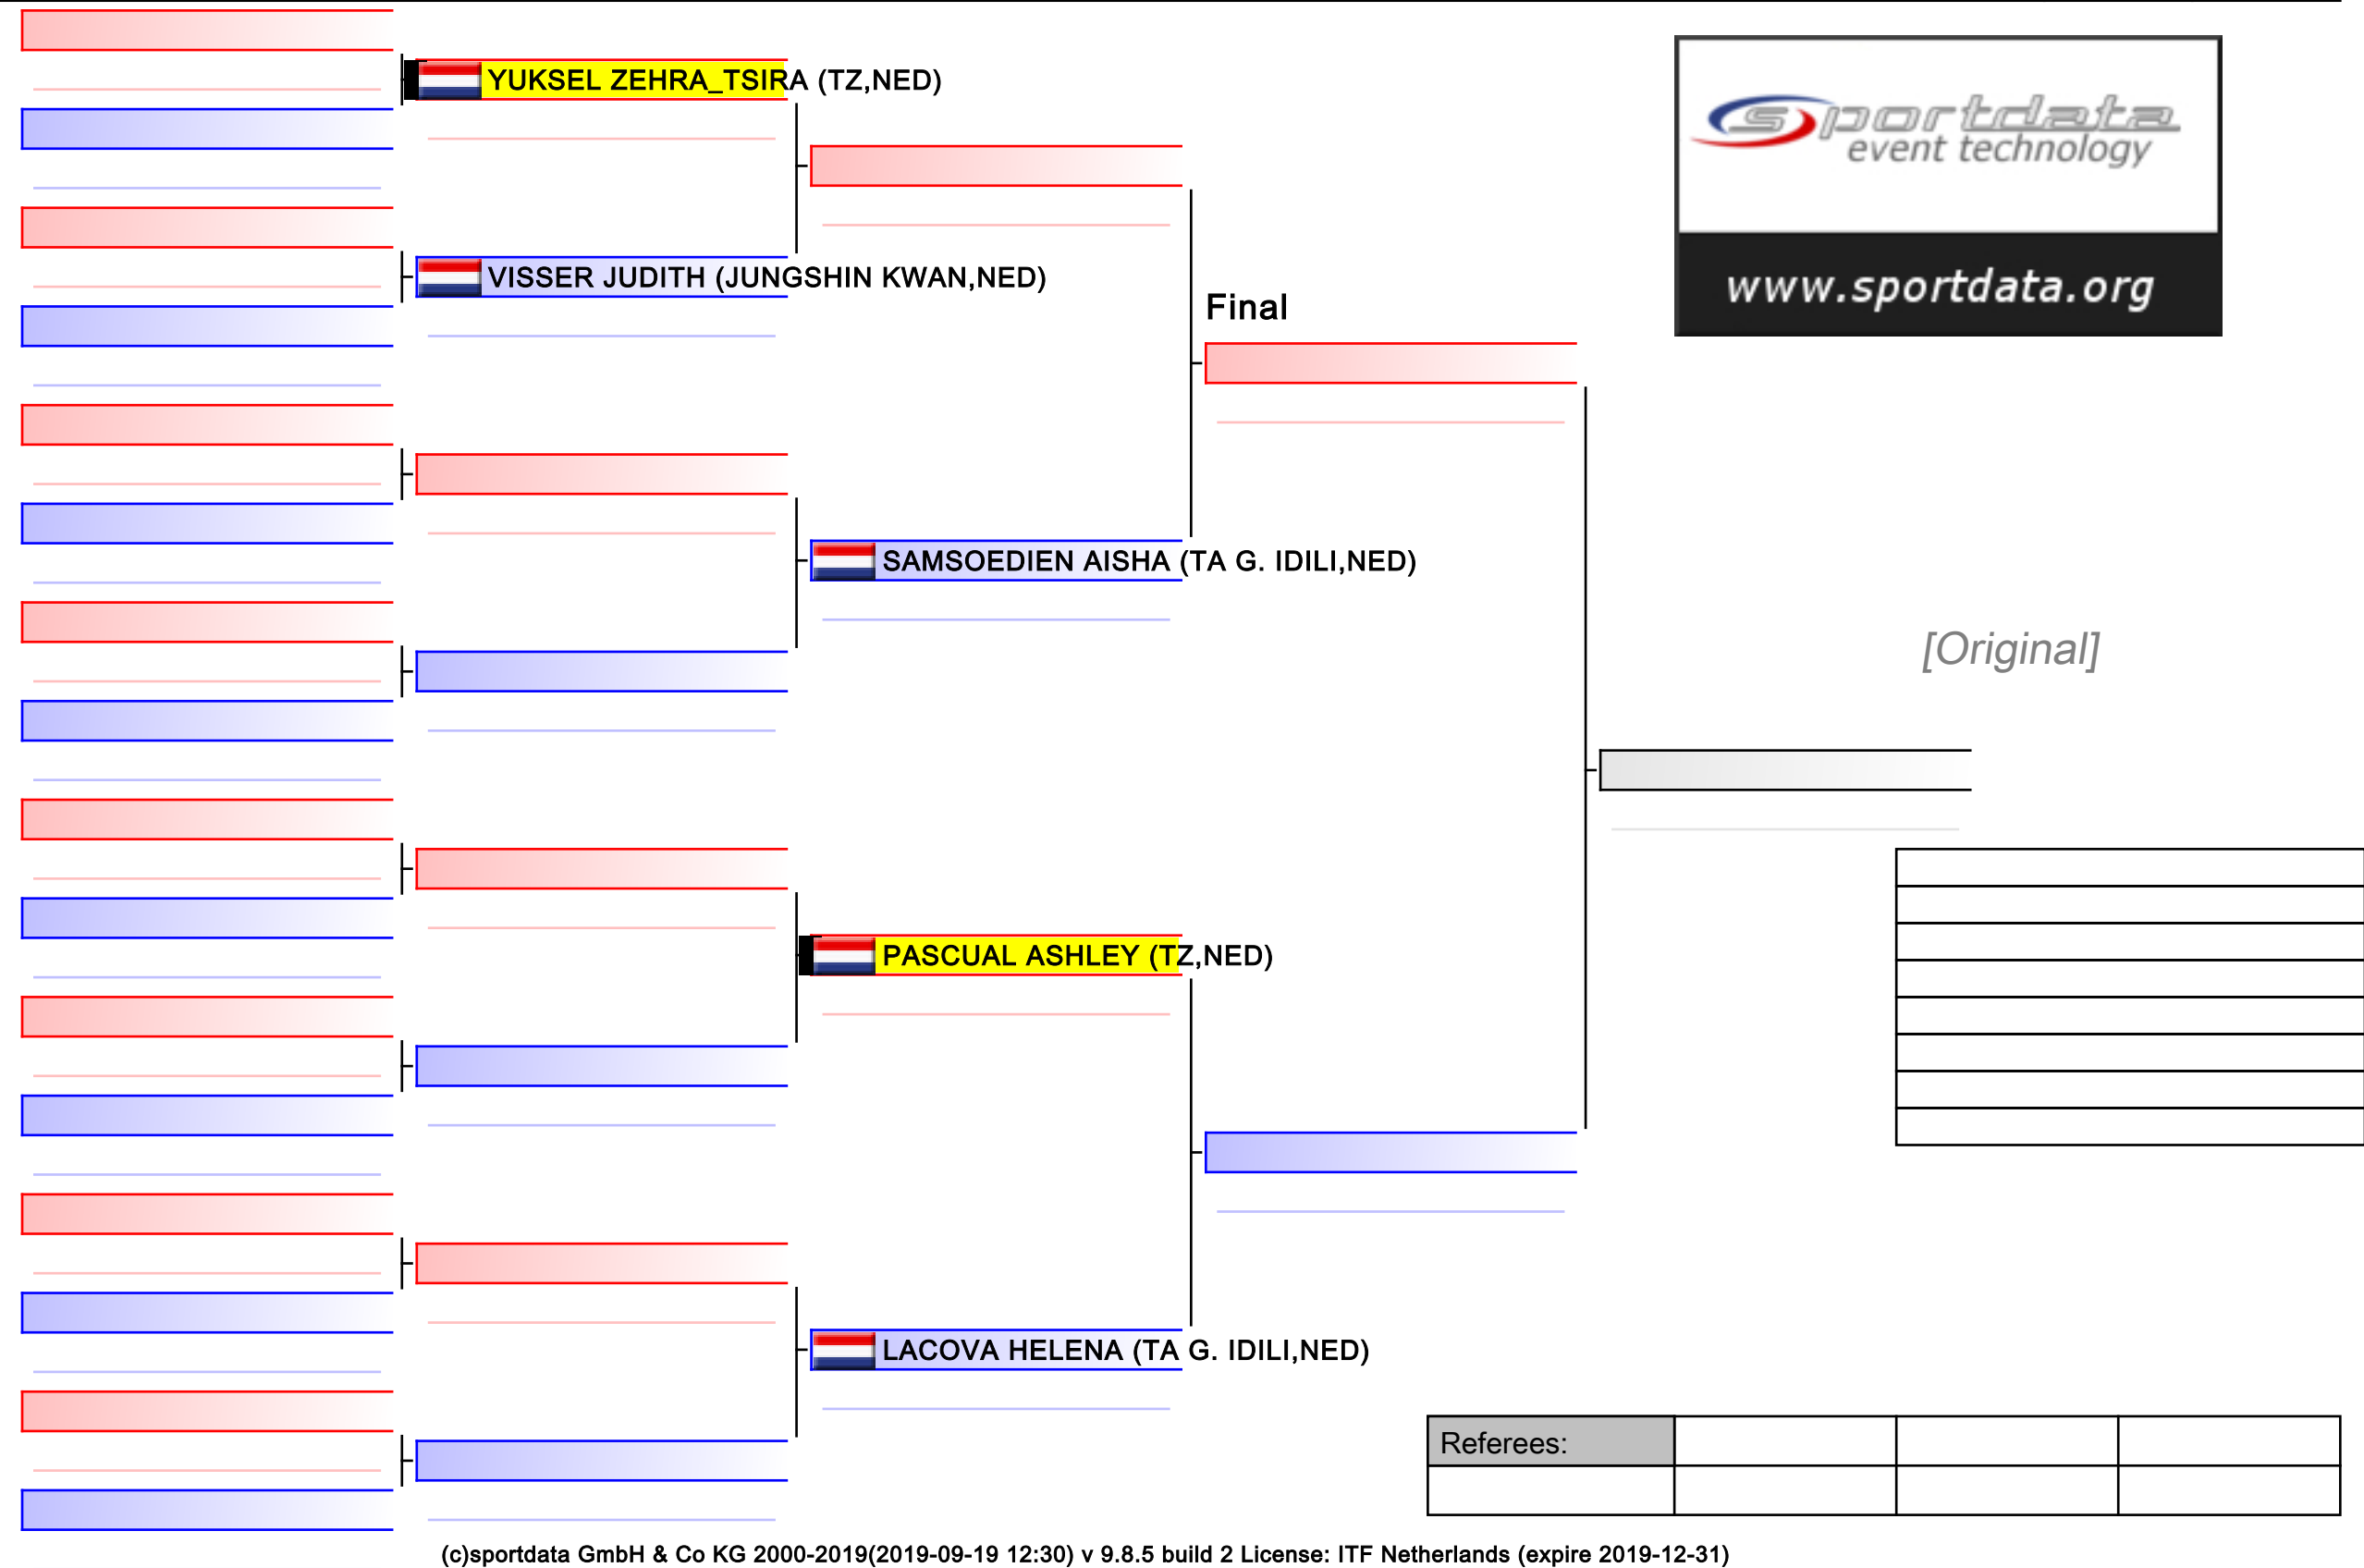 YUKSEL ZEHRA_TSIRA (TZ,NED)
sportdata
event technology
www.sportdata.org
VISSER JUDITH (JUNGSHIN KWAN,NED)
Final
SAMSOEDIEN AISHA (TA G. IDILI,NED)
[Original]
PASCUAL ASHLEY (TZ,NED)
LACOVA HELENA (TA G. IDILI,NED)
Referees:
(c)sportdata GmbH & Co KG 2000-2019(2019-09-19 12:30) v 9.8.5 build 2 License: ITF Netherlands (expire 2019-12-31)